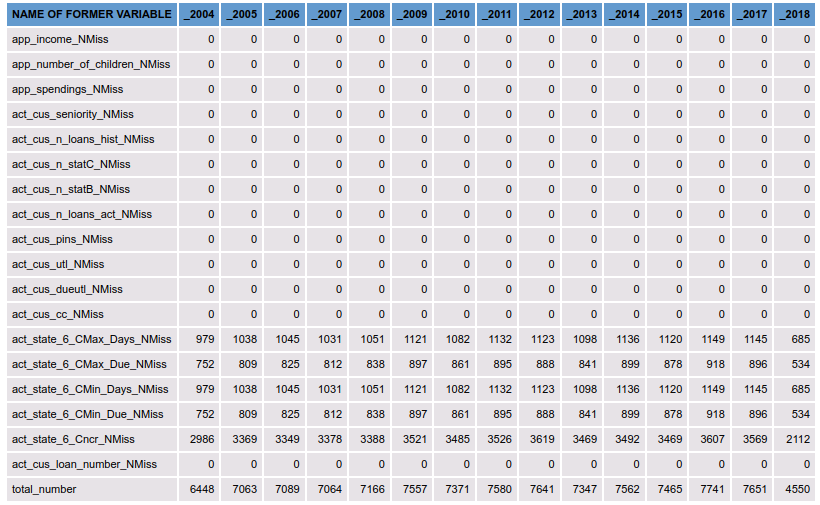 NAME OF FORMER VARIABLE _2004 _2005 _2006 _2007 _2008 _2009 _2010 _2011 _2012 _2013 _2014 _2015 _2016 _2017 _2018
app_income_NMiss 0 0 0 0 0 0 0 0 0 0 0 0 0 0 0
app_number_of_children_NMiss 0 0 0 0 0 0 0 0 0 0 0 0 0 0 0
app_spendings_NMiss 0 0 0 0 0 0 0 0 0 0 0 0 0 0 0
act_cus_seniority_NMiss 0 0 0 0 0 0 0 0 0 0 0 0 0 0 0
act_cus_n_loans_hist_NMiss 0 0 0 0 0 0 0 0 0 0 0 0 0 0 0
act_cus_n_statC_NMiss 0 0 0 0 0 0 0 0 0 0 0 0 0 0 0
act_cus_n_statB_NMiss 0 0 0 0 0 0 0 0 0 0 0 0 0 0 0
act_cus_n_loans_act_NMiss 0 0 0 0 0 0 0 0 0 0 0 0 0 0 0
act_cus_pins_NMiss 0 0 0 0 0 0 0 0 0 0 0 0 0 0 0
act_cus_utl_NMiss 0 0 0 0 0 0 0 0 0 0 0 0 0 0 0
act_cus_dueutl_NMiss 0 0 0 0 0 0 0 0 0 0 0 0 0 0 0
act_cus_cc_NMiss 0 0 0 0 0 0 0 0 0 0 0 0 0 0 0
act_state_6_CMax_Days_NMiss 979 1038 1045 1031 1051 1121 1082 1132 1123 1098 1136 1120 1149 1145 685
act_state_6_CMax_Due_NMiss 752 809 825 812 838 897 861 895 888 841 899 878 918 896 534
act_state_6_CMin_Days_NMiss 979 1038 1045 1031 1051 1121 1082 1132 1123 1098 1136 1120 1149 1145 685
act_state_6_CMin_Due_NMiss 752 809 825 812 838 897 861 895 888 841 899 878 918 896 534
act_state_6_Cncr_NMiss 2986 3369 3349 3378 3388 3521 3485 3526 3619 3469 3492 3469 3607 3569 2112
act_cus_loan_number_NMiss 0 0 0 0 0 0 0 0 0 0 0 0 0 0 0
total_number 6448 7063 7089 7064 7166 7557 7371 7580 7641 7347 7562 7465 7741 7651 4550